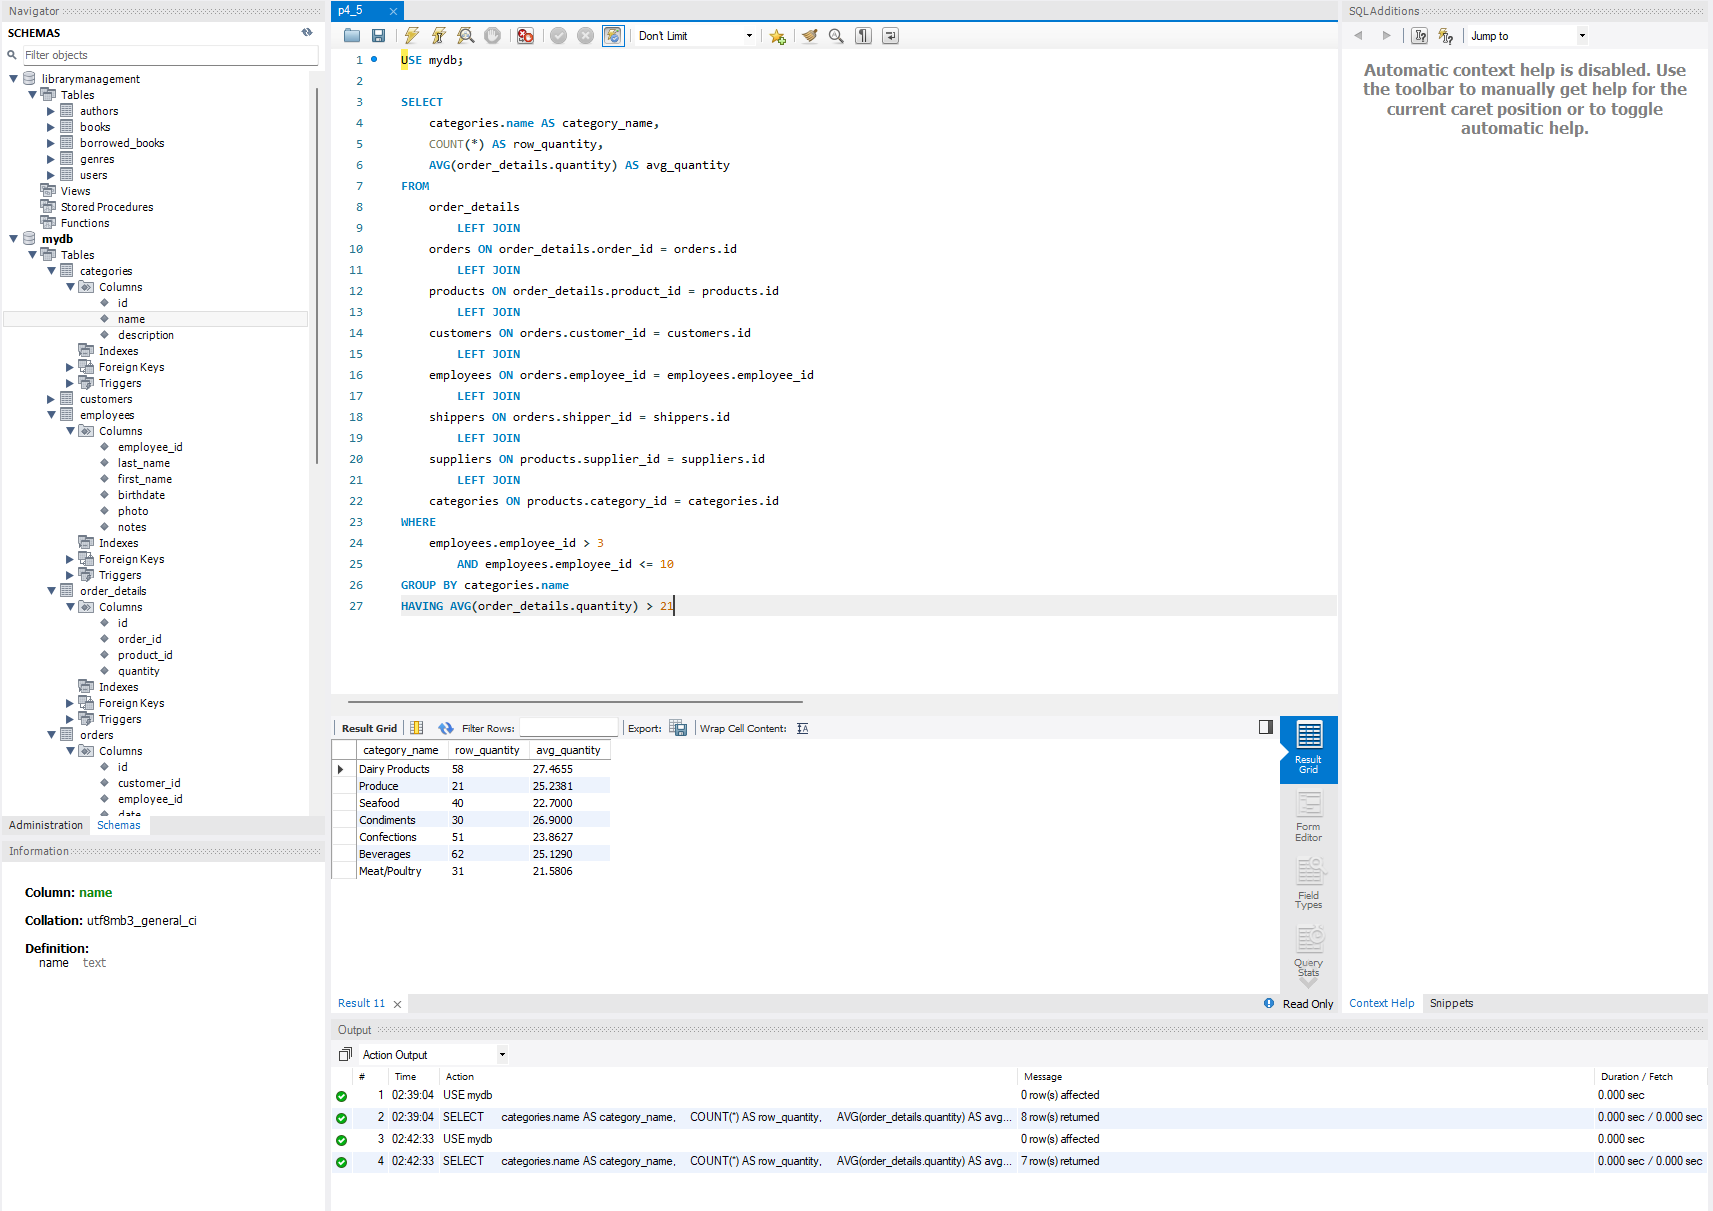 Navigator
SCHEMAS
Filter objects
librarymanagement
Tables
authors
books
borrowed_books
genres
users
Views
Stored Procedures
Functions
mydb
Tables
categories
Columns
id
name
description
Indexes
Foreign Keys
Triggers
customers
employees
Columns
employee_id
last_name
first_name
birthdate
photo
notes
Indexes
Foreign Keys
Triggers
order_details
Columns
id
order_id
product_id
quantity
Indexes
Foreign Keys
Triggers
orders
Columns
id
customer_id
employee_id
date
Administration Schemas
Information
Column: name
Collation: utf8mb3_general_ci
Definition:
name text
p4_5
Don't Limit
1 USE mydb;
2
3 SELECT
4 categories.name AS category_name,
5 COUNT(*) AS row_quantity,
6 AVG(order_details.quantity) AS avg_quantity
7 FROM
8 order_details
9 LEFT JOIN
10 orders ON order_details.order_id = orders.id
11 LEFT JOIN
12 products ON order_details.product_id = products.id
13 LEFT JOIN
14 customers ON orders.customer_id = customers.id
15 LEFT JOIN
16 employees ON orders.employee_id = employees.employee_id
17 LEFT JOIN
18 shippers ON orders.shipper_id = shippers.id
19 LEFT JOIN
20 suppliers ON products.supplier_id = suppliers.id
21 LEFT JOIN
22 categories ON products.category_id = categories.id
23 WHERE
24 employees.employee_id > 3
25 AND employees.employee_id <= 10
26 GROUP BY categories.name
27 HAVING AVG(order_details.quantity) > 21
Result Grid Filter Rows: Export: Wrap Cell Content:
category_name row_quantity avg_quantity
Dairy Products 58 27.4655
Produce 21 25.2381
Seafood 40 22.7000
Condiments 30 26.9000
Confections 51 23.8627
Beverages 62 25.1290
Meat/Poultry 31 21.5806
Result
Grid
Form
Editor
Field
Types
Query
Stats
Result 11
Read Only
SQLAdditions
Jump to
Automatic context help is disabled. Use
the toolbar to manually get help for the
current caret position or to toggle
automatic help.
Context Help Snippets
Output
Action Output
# Time Action Message Duration / Fetch
1 02:39:04 USE mydb 0 row(s) affected 0.000 sec
2 02:39:04 SELECT categories.name AS category_name, COUNT(*) AS row_quantity, AVG(order_details.quantity) AS avg... 8 row(s) returned 0.000 sec / 0.000 sec
3 02:42:33 USE mydb 0 row(s) affected 0.000 sec
4 02:42:33 SELECT categories.name AS category_name, COUNT(*) AS row_quantity, AVG(order_details.quantity) AS avg... 7 row(s) returned 0.000 sec / 0.000 sec